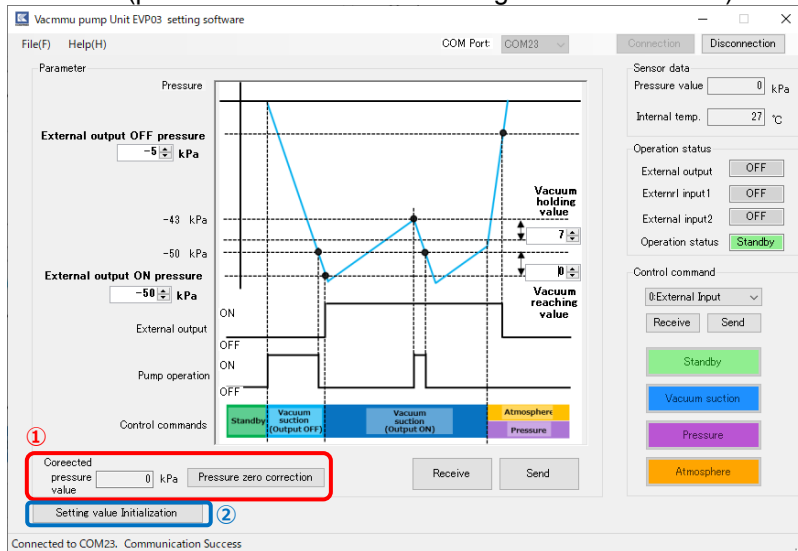 Vacmmu pump Unit EVP03 setting software
File(F) Help(H)
COM Port: COM23
Connection Disconnection
Parameter
Pressure
External output OFF pressure
-5 kPa
-43 kPa
-50 kPa
External output ON pressure
-50 kPa
Vacuum
holding
value
7
0
Vacuum
reaching
value
External output
ON
OFF
Pump operation
ON
OFF
Control commands
Standby
Vacuum
suction
(Output OFF)
Vacuum
suction
(Output ON)
Atmosphere
Pressure
①
Coreected
pressure
value
0 kPa
Pressure zero correction
Receive Send
Setting value Initialization
②
Sensor data
Pressure value 0 kPa
Internal temp. 27 ℃
Operation status
External output OFF
Externrl input1 OFF
External input2 OFF
Operation status Standby
Control command
0:External Input
Receive Send
Standby
Vacuum suction
Pressure
Atmosphere
Connected to COM23. Communication Success